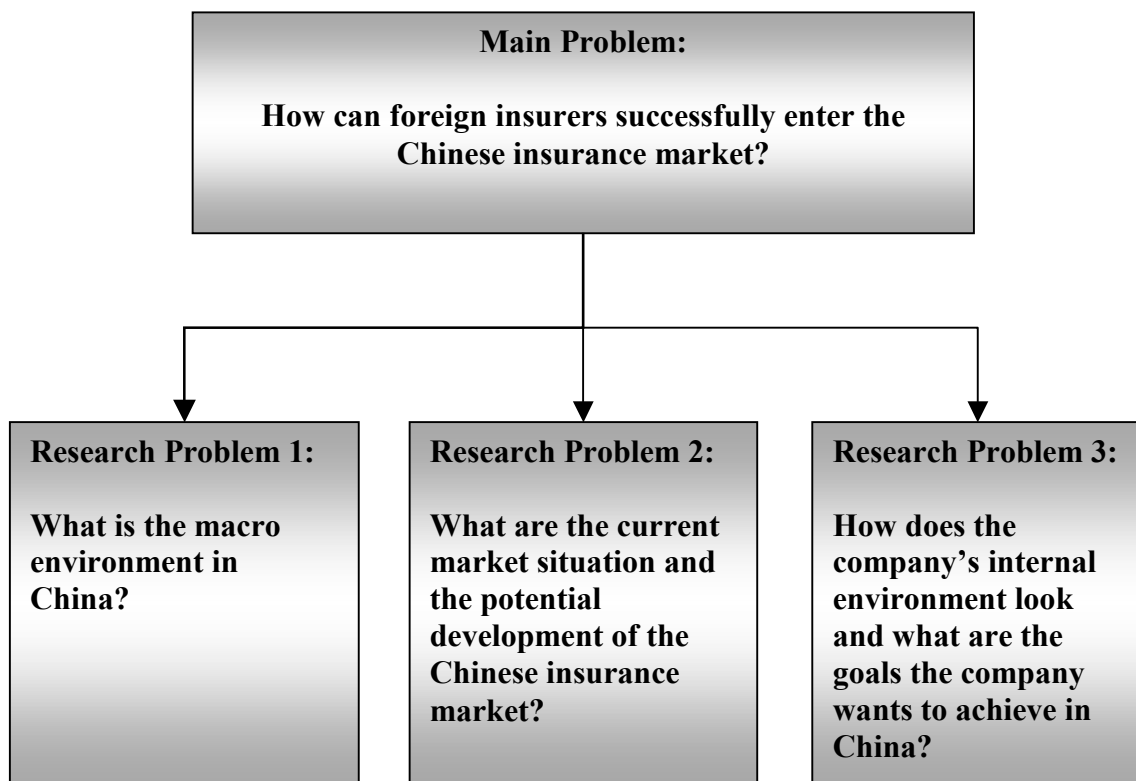 Main Problem:
How can foreign insurers successfully enter the
Chinese insurance market?
Research Problem 1:
What is the macro
environment in
China?
Research Problem 2:
What are the current
market situation and
the potential
development of the
Chinese insurance
market?
Research Problem 3:
How does the
company’s internal
environment look
and what are the
goals the company
wants to achieve in
China?